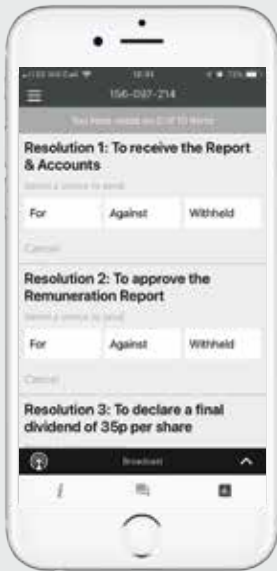 156-097-214
You have voted on 0 of 10 items
Resolution 1: To receive the Report
& Accounts
Select a choice to send
For Against Withheld
Cancel
Resolution 2: To approve the
Remuneration Report
Select a choice to send
For Against Withheld
Cancel
Resolution 3: To declare a final
dividend of 35p per share
Broadcast